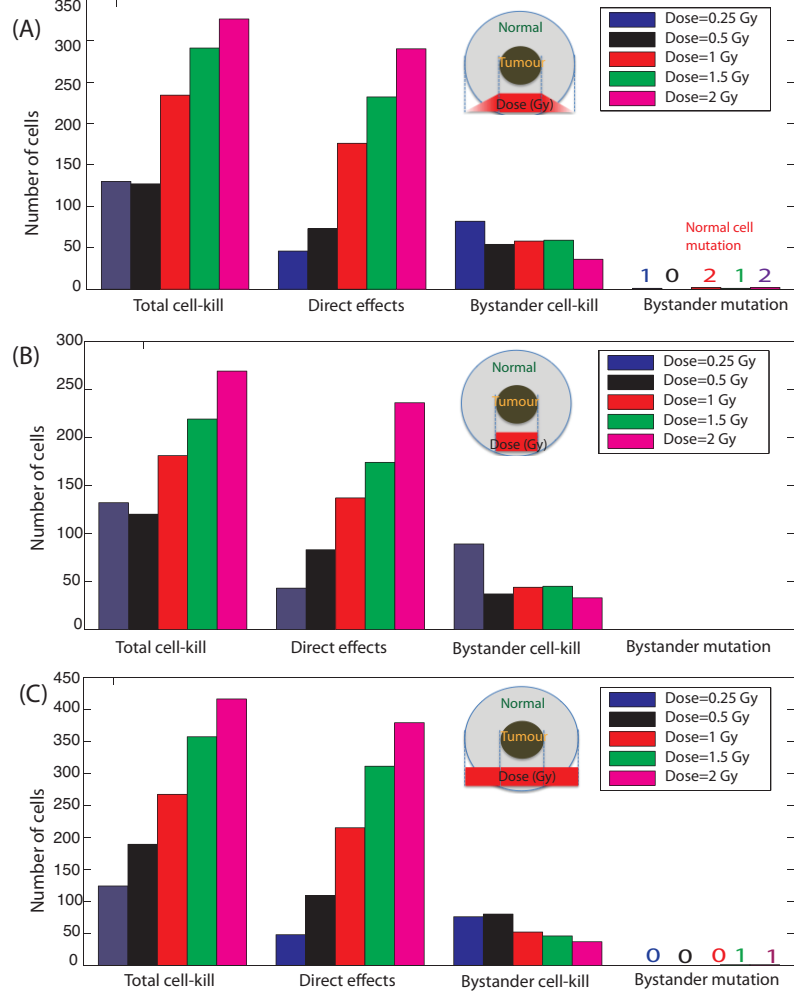 (A)
350
300
250
200
150
100
50
0
Number of cells
Normal
Tumour
Dose (Gy)
Dose=0.25 Gy
Dose=0.5 Gy
Dose=1 Gy
Dose=1.5 Gy
Dose=2 Gy
Normal cell
mutation
1 0 2 1 2
Total cell-kill Direct effects Bystander cell-kill Bystander mutation
(B)
300
250
200
150
100
50
0
Number of cells
Normal
Tumour
Dose (Gy)
Dose=0.25 Gy
Dose=0.5 Gy
Dose=1 Gy
Dose=1.5 Gy
Dose=2 Gy
Total cell-kill Direct effects Bystander cell-kill Bystander mutation
(C)
450
400
350
300
250
200
150
100
50
0
Number of cells
Normal
Tumour
Dose (Gy)
Dose=0.25 Gy
Dose=0.5 Gy
Dose=1 Gy
Dose=1.5 Gy
Dose=2 Gy
0 0 0 1 1
Total cell-kill Direct effects Bystander cell-kill Bystander mutation